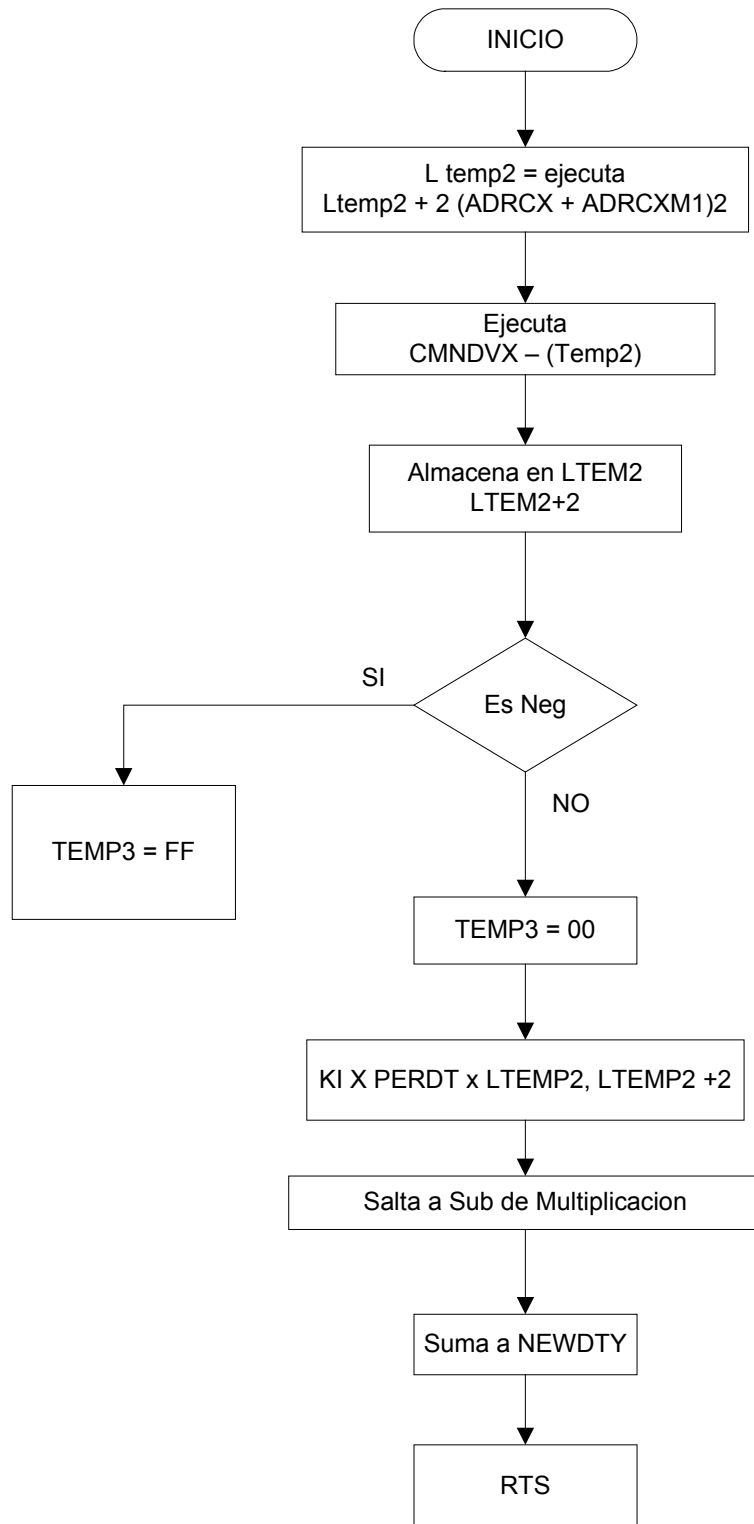 INICIO
L temp2 = ejecuta
Ltemp2 + 2 (ADRCX + ADRCXM1)2
Ejecuta
CMNDVX – (Temp2)
Almacena en LTEM2
LTEM2+2
SI
Es Neg
NO
TEMP3 = FF
TEMP3 = 00
KI X PERDT x LTEMP2, LTEMP2 +2
Salta a Sub de Multiplicacion
Suma a NEWDTY
RTS